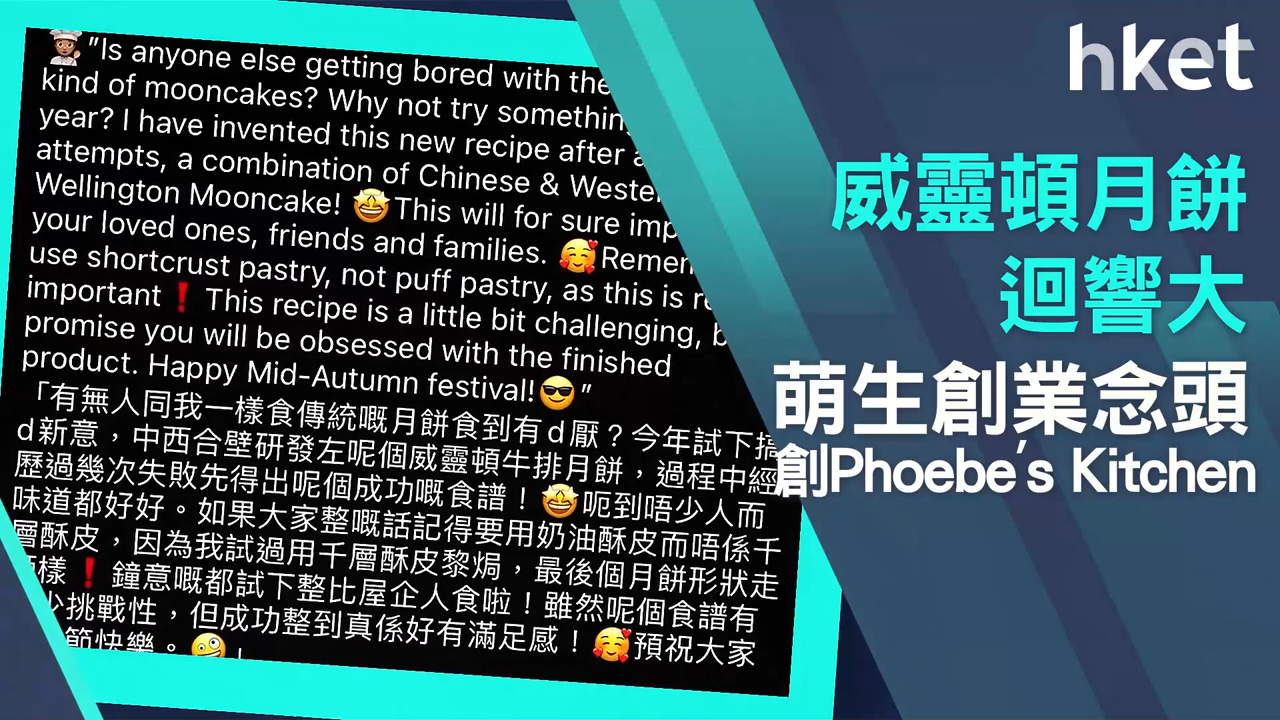 "Is anyone else getting bored with the
kind of mooncakes? Why not try something
year? I have invented this new recipe after a
attempts, a combination of Chinese & Weste
Wellington Mooncake! 🤩This will for sure imp
your loved ones, friends and families. 🥰Remem
use shortcrust pastry, not puff pastry, as this is re
important❗This recipe is a little bit challenging, b
promise you will be obsessed with the finished
product. Happy Mid-Autumn festival!😎"
「有無人同我一樣食傳統嘅月餅食到有d厭？今年試下搞
d新意，中西合壁研發左呢個威靈頓牛排月餅，過程中經
歷過幾次失敗先得出呢個成功嘅食譜！🤩呃到唔少人而
味道都好好。如果大家整嘅話記得要用奶油酥皮而唔係千
層酥皮，因為我試過用千層酥皮黎焗，最後個月餅形狀走
樣❗鐘意嘅都試下整比屋企人食啦！雖然呢個食譜有
少挑戰性，但成功整到真係好有滿足感！🥰預祝大家
節快樂。🤪！
hket
威靈頓月餅
迴響大
萌生創業念頭
創Phoebe's Kitchen